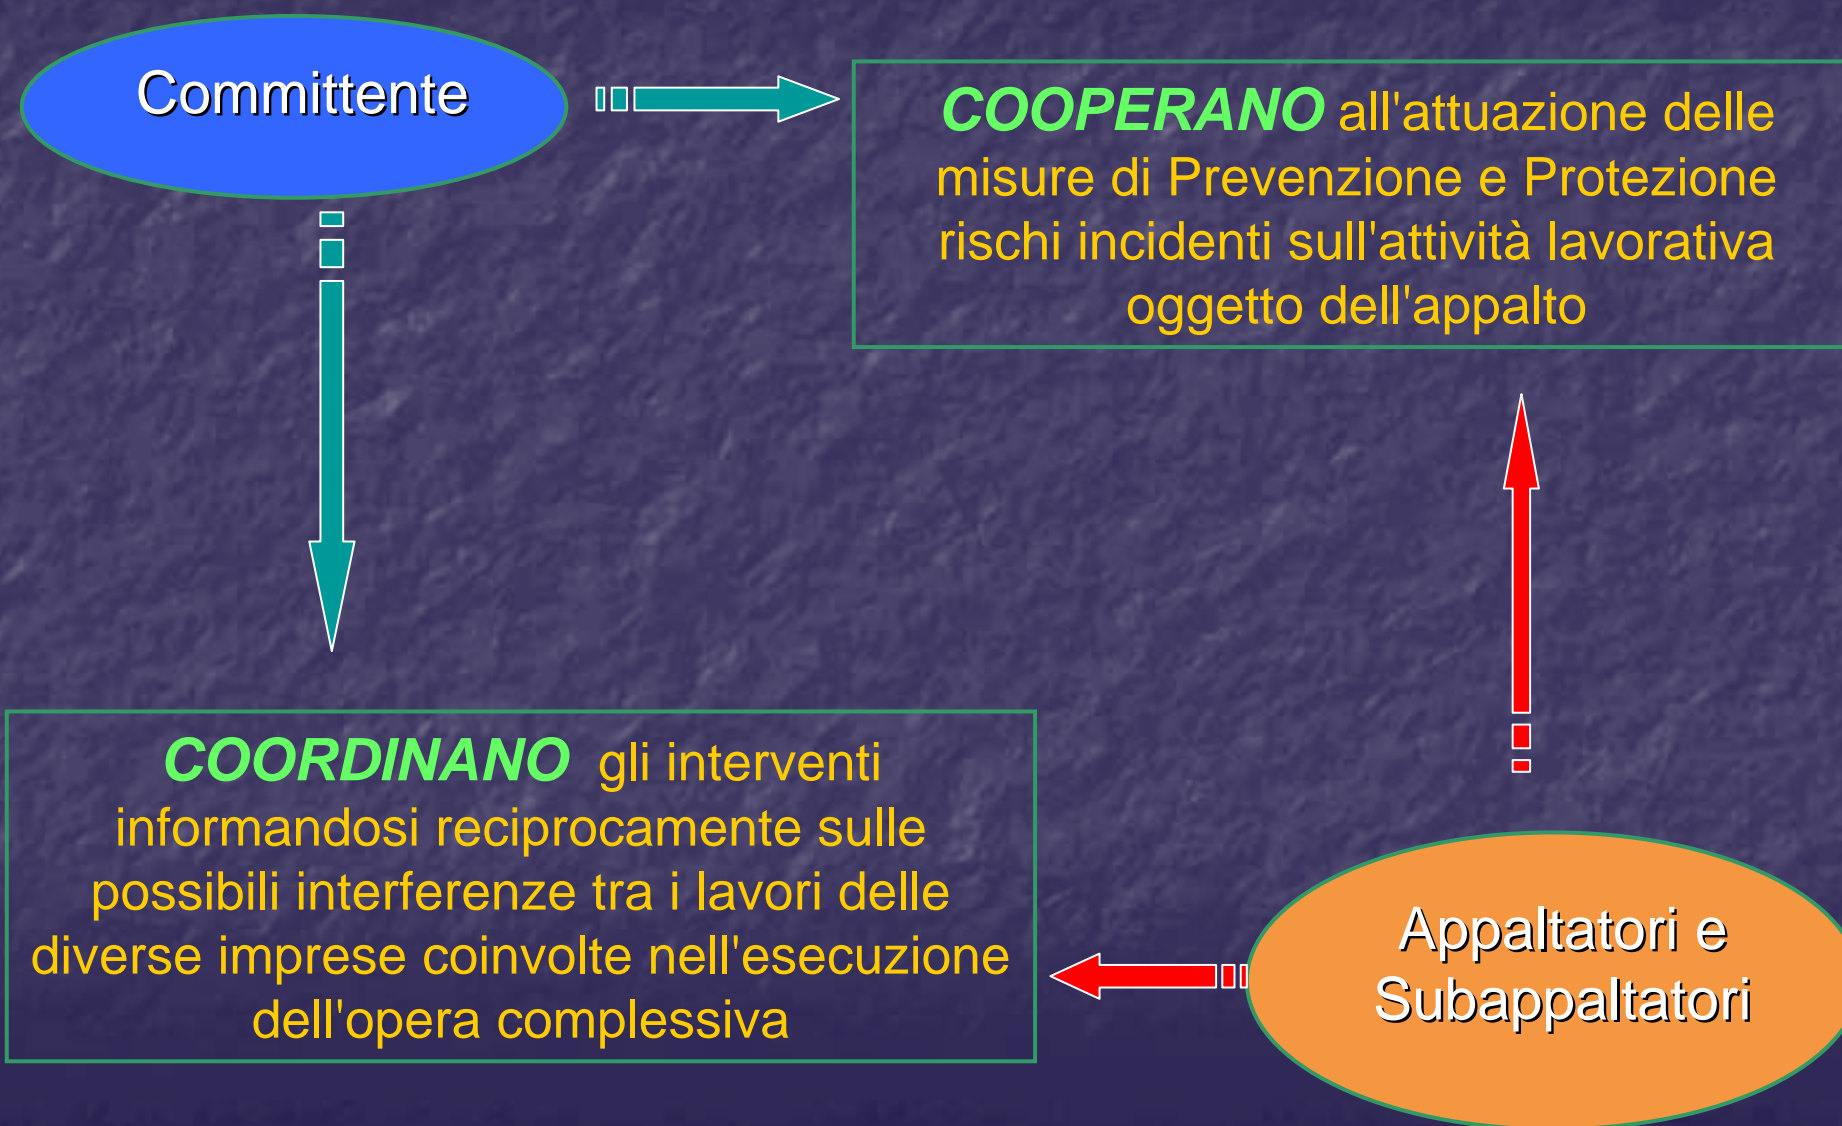 Committente
COOPERANO all'attuazione delle
misure di Prevenzione e Protezione
rischi incidenti sull'attività lavorativa
oggetto dell'appalto
COORDINANO gli interventi
informandosi reciprocamente sulle
possibili interferenze tra i lavori delle
diverse imprese coinvolte nell'esecuzione
dell'opera complessiva
Appaltatori e
Subappaltatori